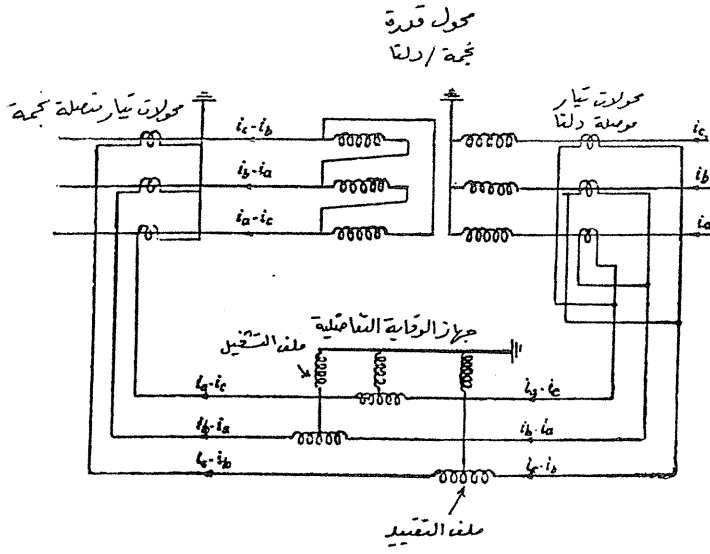 محول قدرة
نجمة / دلتا
محولات تيار متصلة نجمة
محولات تيار
موصلة دلتا
ic-ib
ic
ib-ia
ib
ia-ic
ia
جهاز الوقاية التفاضلية
ملف التشغيل
ia-ic
ia-ic
ib-ia
ib-ia
ic-ib
ic-ib
ملف التقييد